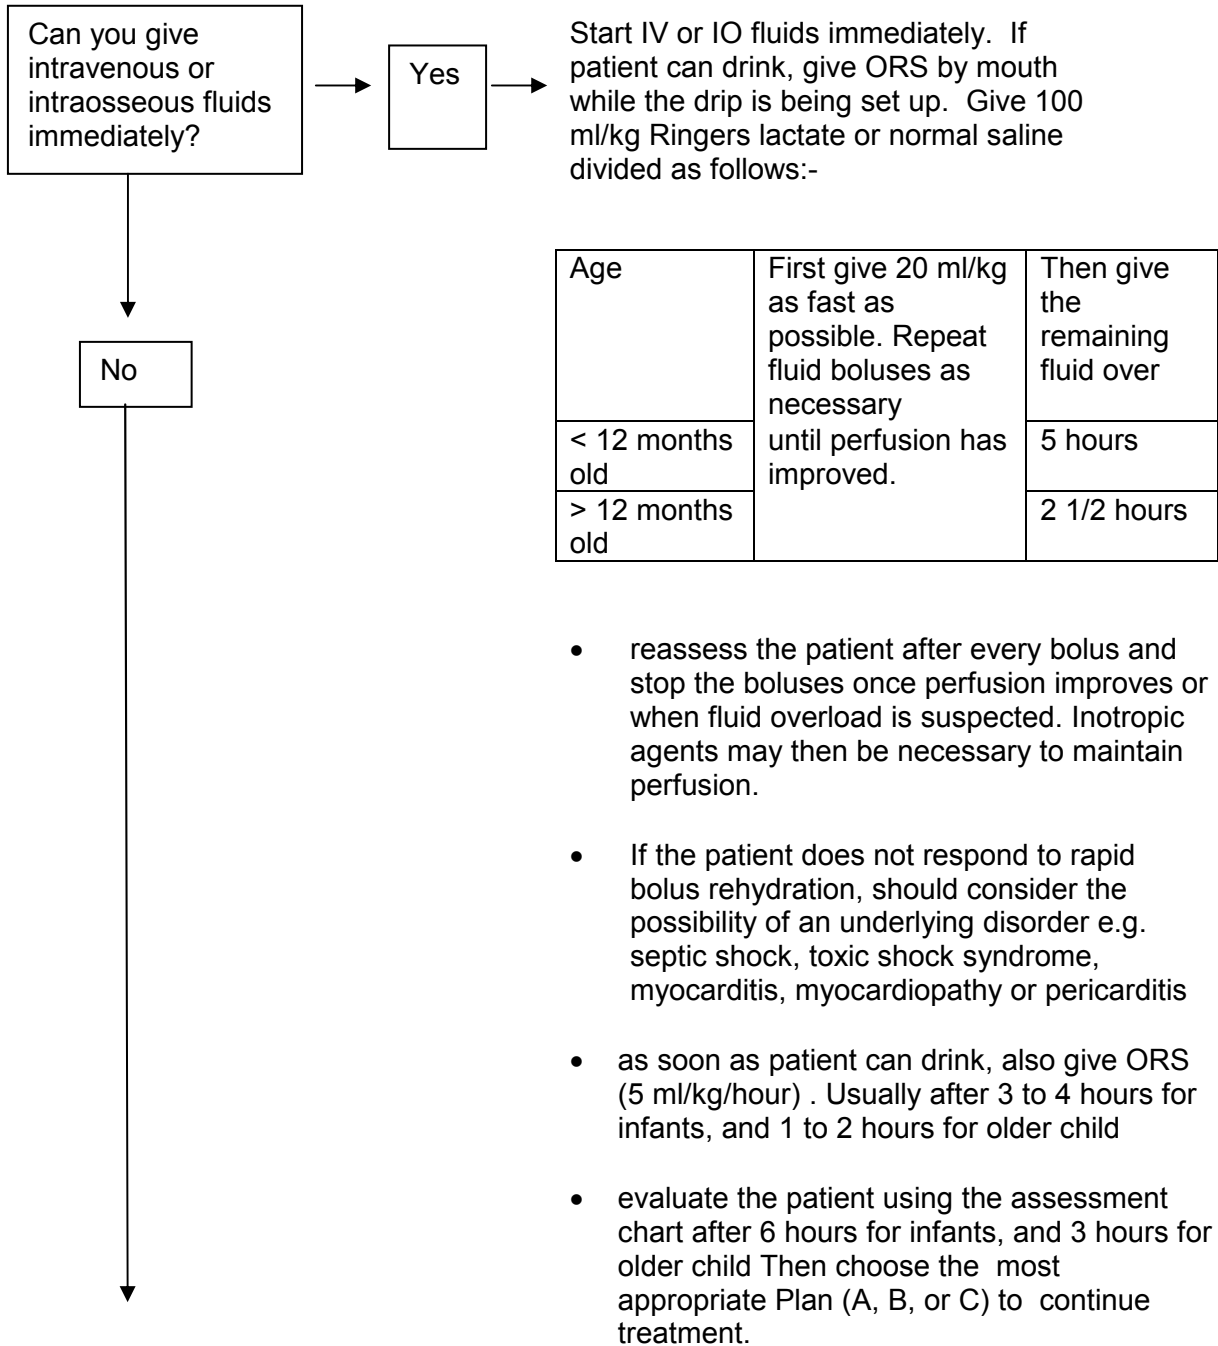 Can you give
intravenous or
intraosseous fluids
immediately?
Yes
Start IV or IO fluids immediately.  If
patient can drink, give ORS by mouth
while the drip is being set up.  Give 100
ml/kg Ringers lactate or normal saline
divided as follows:-
No
Age
First give 20 ml/kg
as fast as
possible. Repeat
fluid boluses as
necessary
until perfusion has
improved.
Then give
the
remaining
fluid over
< 12 months
old
5 hours
> 12 months
old
2 1/2 hours
• reassess the patient after every bolus and
stop the boluses once perfusion improves or
when fluid overload is suspected. Inotropic
agents may then be necessary to maintain
perfusion.
• If the patient does not respond to rapid
bolus rehydration, should consider the
possibility of an underlying disorder e.g.
septic shock, toxic shock syndrome,
myocarditis, myocardiopathy or pericarditis
• as soon as patient can drink, also give ORS
(5 ml/kg/hour) . Usually after 3 to 4 hours for
infants, and 1 to 2 hours for older child
• evaluate the patient using the assessment
chart after 6 hours for infants, and 3 hours for
older child Then choose the  most
appropriate Plan (A, B, or C) to  continue
treatment.